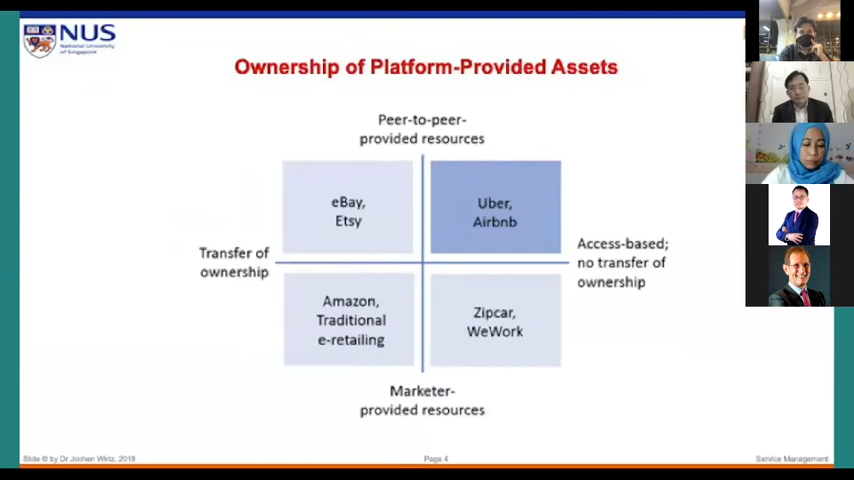 NUS
National University
of Singapore
Ownership of Platform-Provided Assets
Peer-to-peer-
provided resources
eBay,
Etsy
Uber,
Airbnb
Transfer of
ownership
Access-based;
no transfer of
ownership
Amazon,
Traditional
e-retailing
Zipcar,
WeWork
Marketer-
provided resources
Slide © by Dr Jochen Wirtz, 2019
Page 4
Service Management